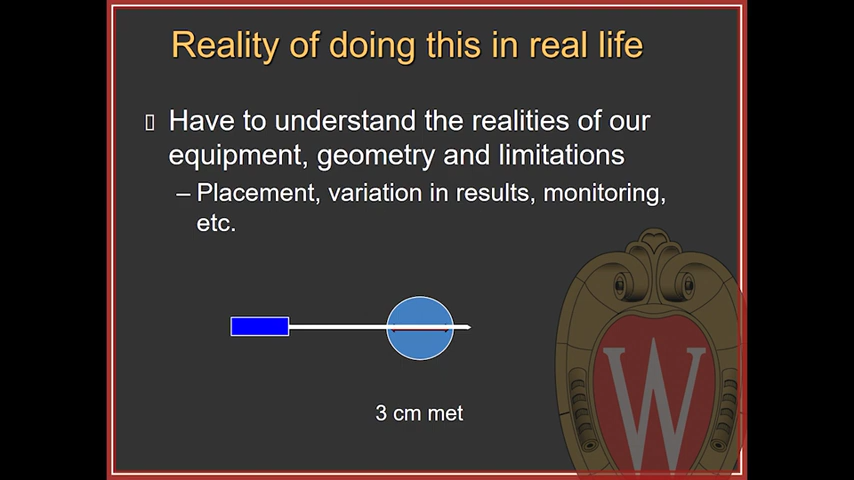 Reality of doing this in real life
Have to understand the realities of our
equipment, geometry and limitations
– Placement, variation in results, monitoring,
etc.
3 cm met
W